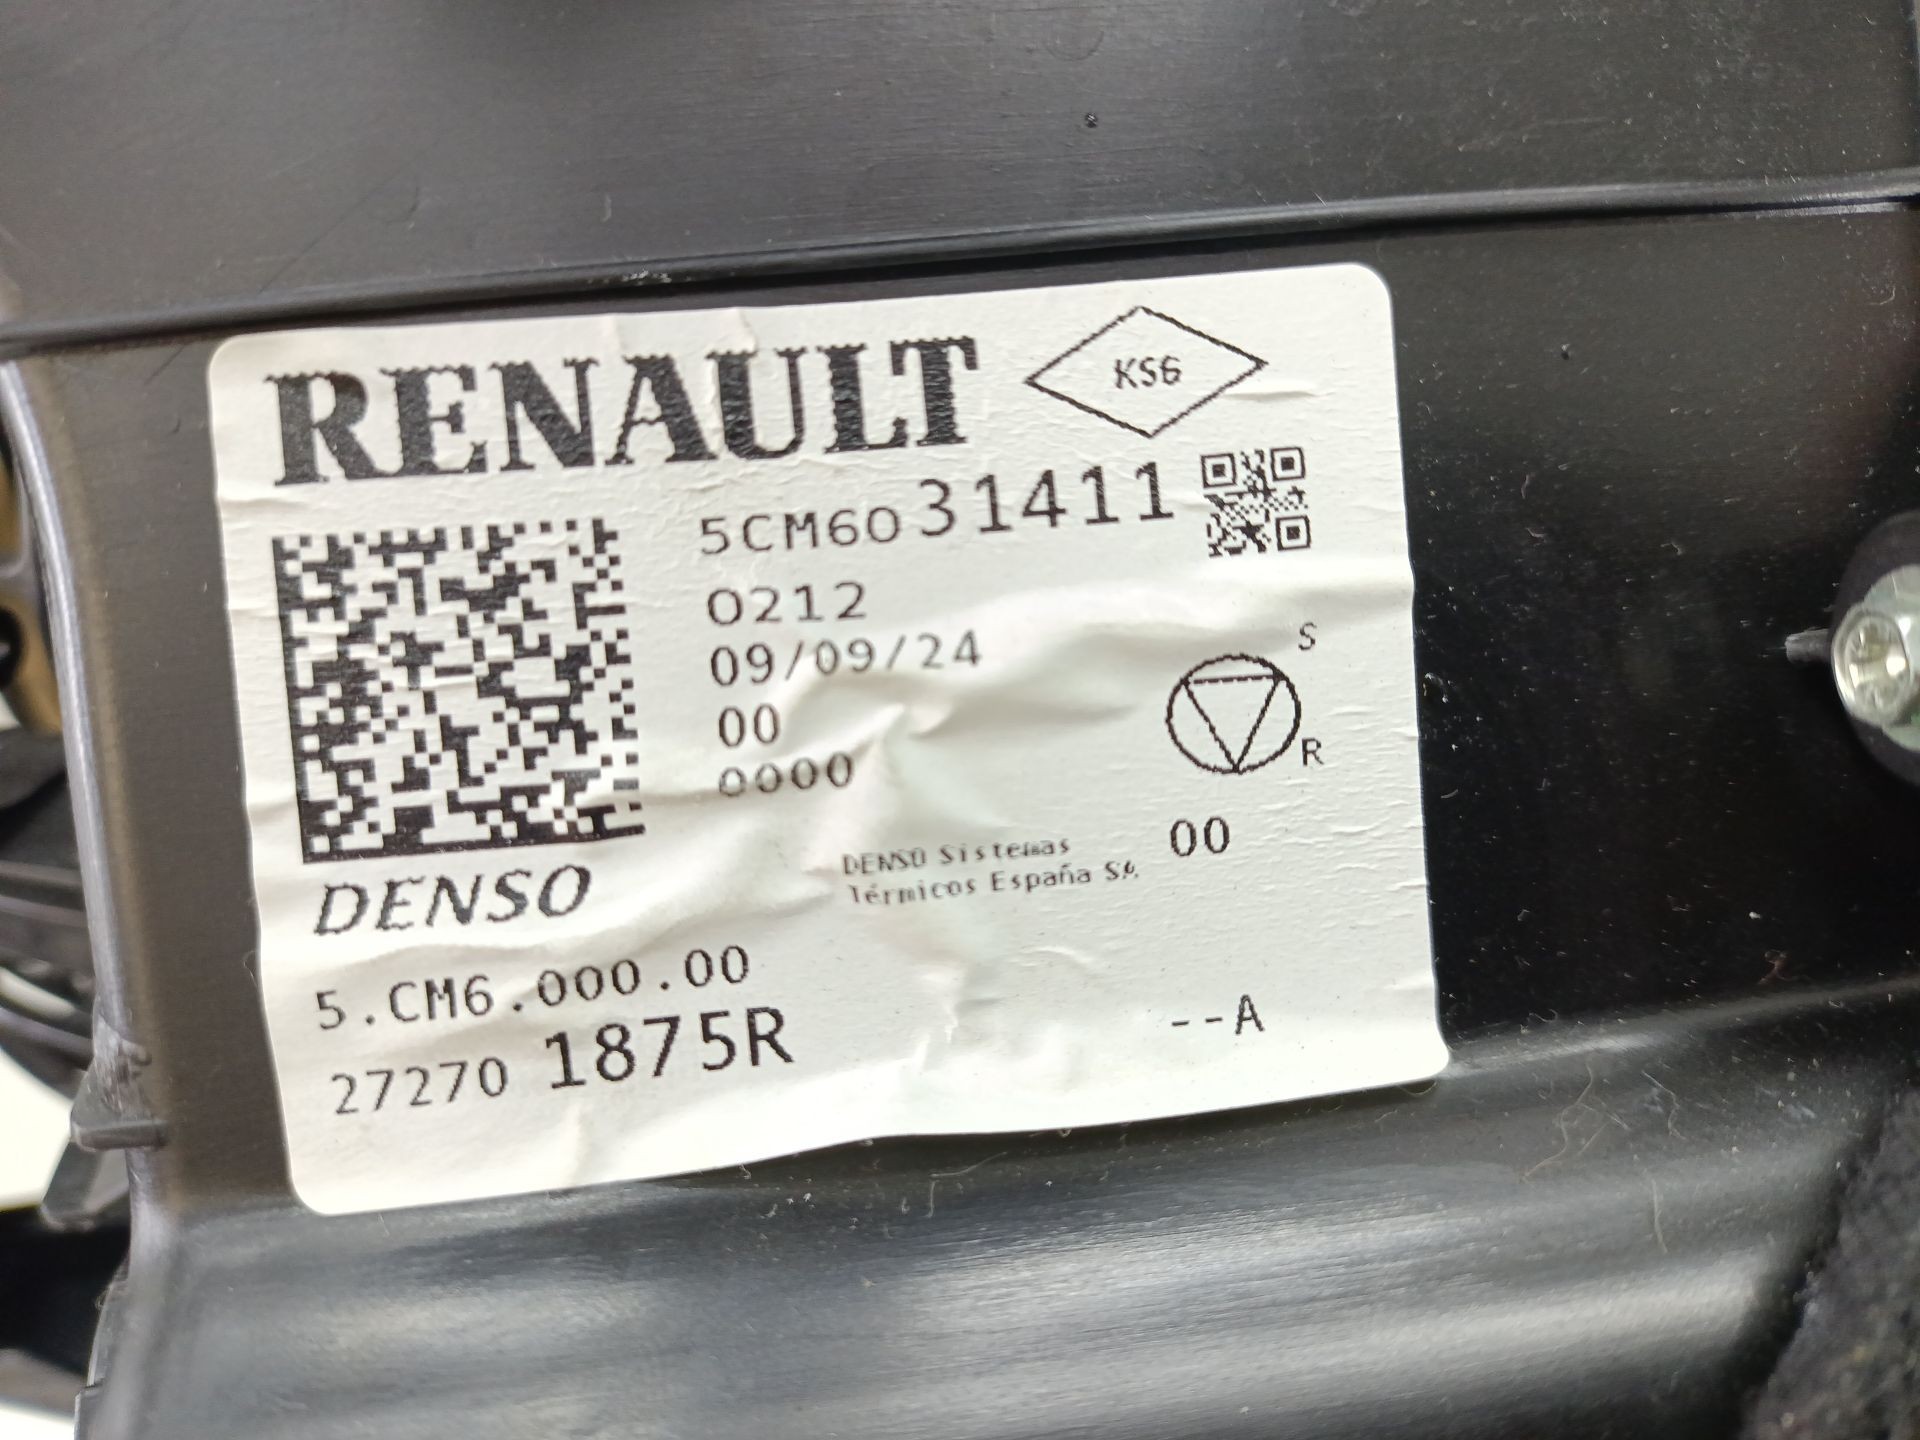 RENAULT
KS6
5CM60 31411
0212
09/09/24
00
0000
S
R
00
DENSO
DENSO Sistemas
Térmicos España SA.
5.CM6.000.00
27270 1875R
--A